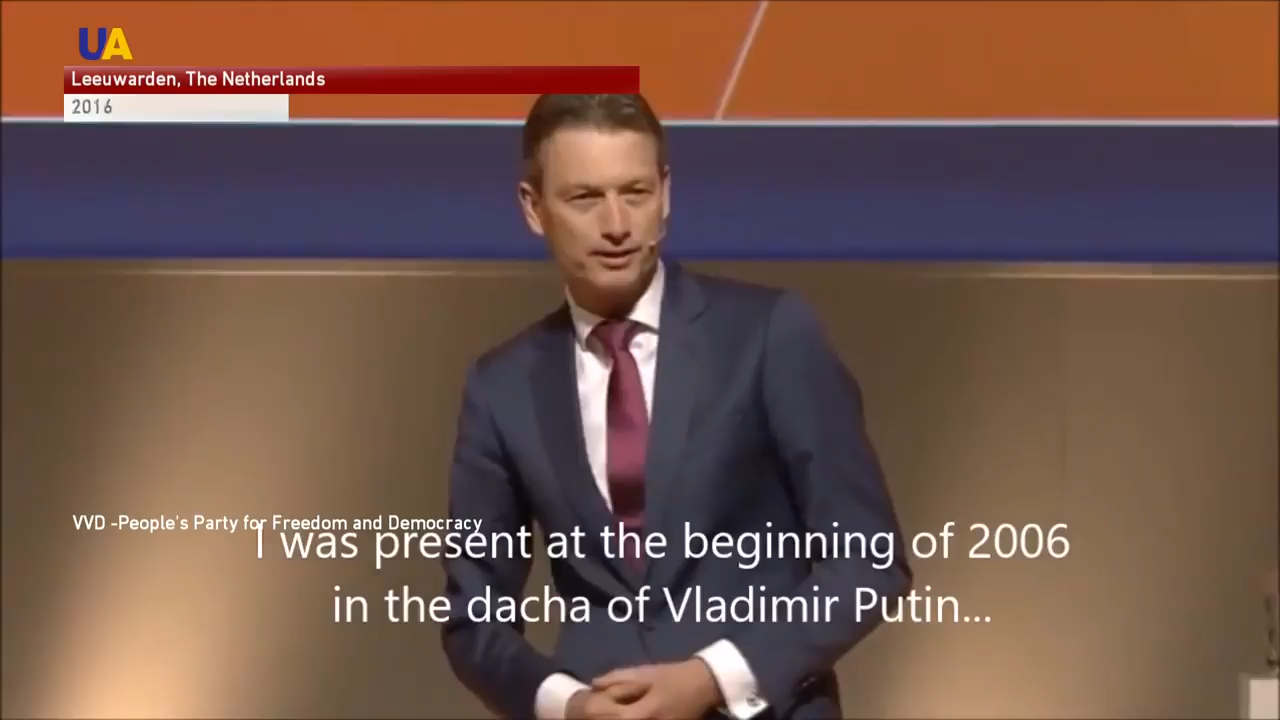 UA
Leeuwarden, The Netherlands
2016
VVD -People's Party for Freedom and Democracy
I was present at the beginning of 2006
in the dacha of Vladimir Putin...